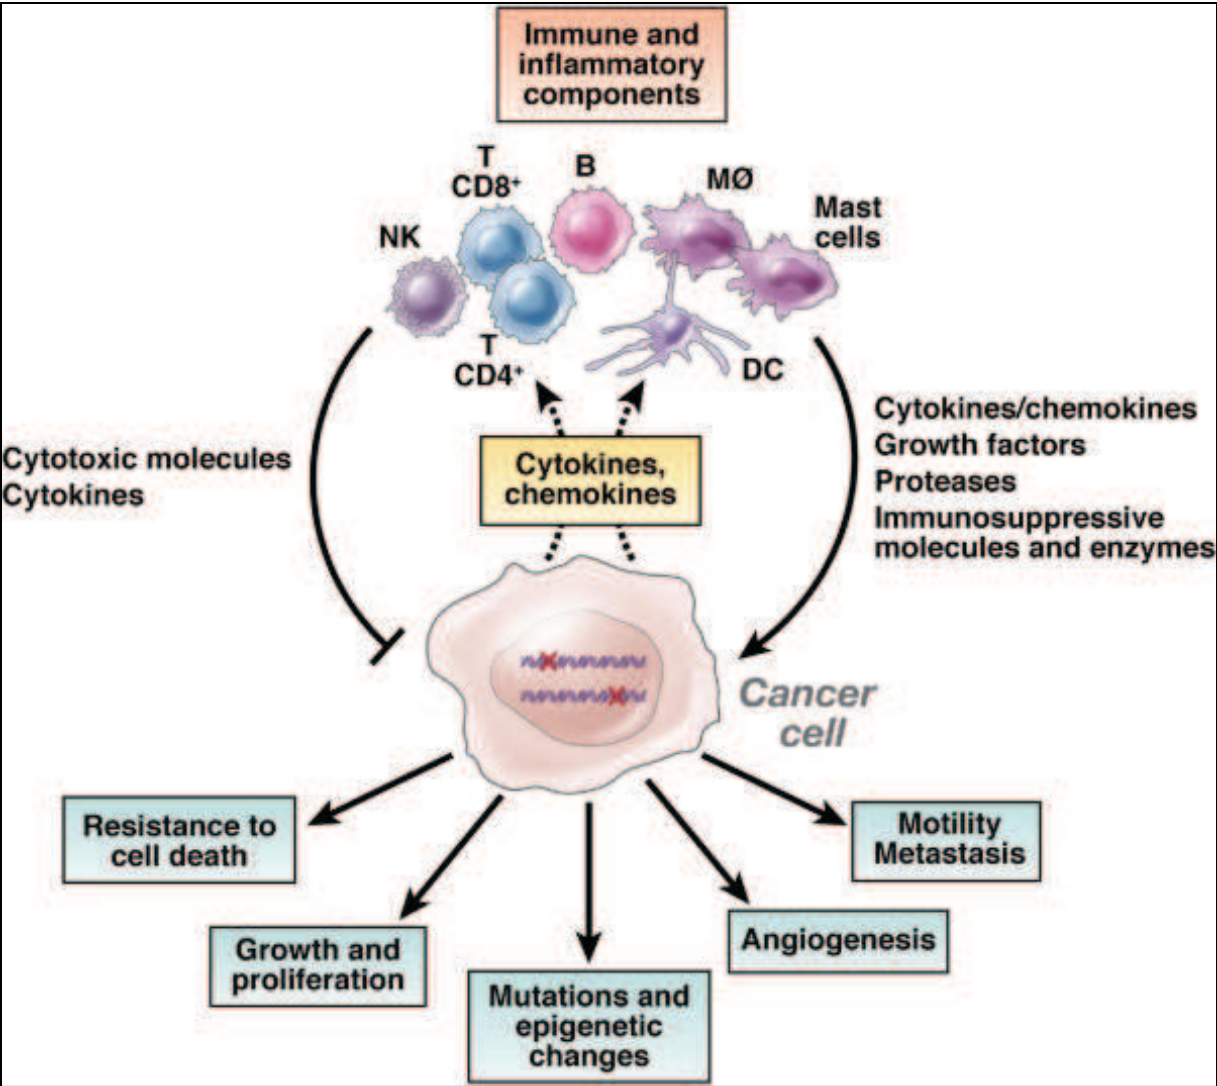 Immune and
inflammatory
components
T
CD8+
B
MØ
Mast
cells
NK
T
CD4+
DC
Cytotoxic molecules
Cytokines
Cytokines,
chemokines
Cytokines/chemokines
Growth factors
Proteases
Immunosuppressive
molecules and enzymes
Cancer
cell
Resistance to
cell death
Growth and
proliferation
Mutations and
epigenetic
changes
Angiogenesis
Motility
Metastasis